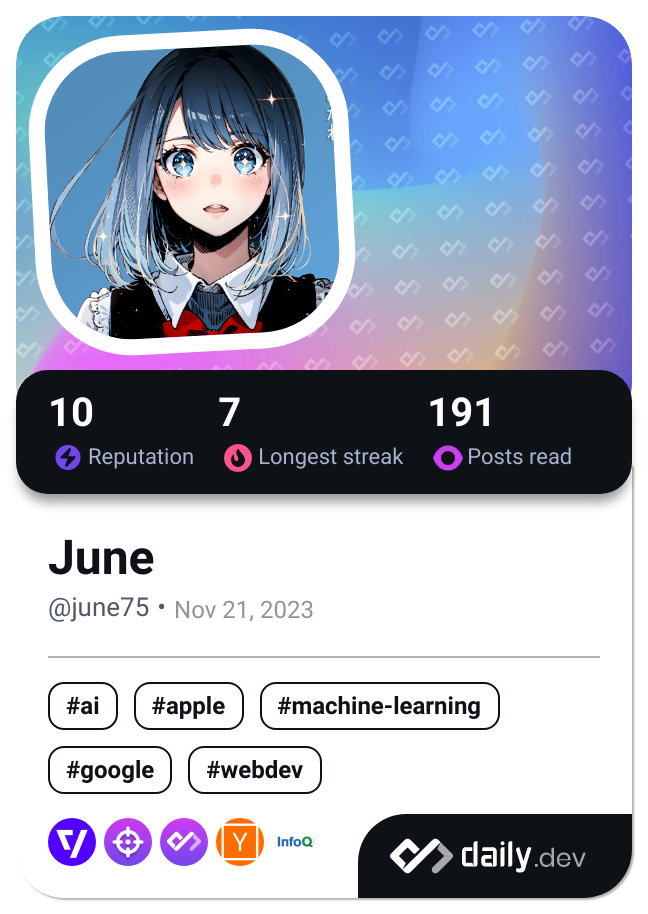 10 7 191
Reputation Longest streak Posts read
June
@june75 • Nov 21, 2023
#ai #apple #machine-learning
#google #webdev
Y InfoQ
daily.dev